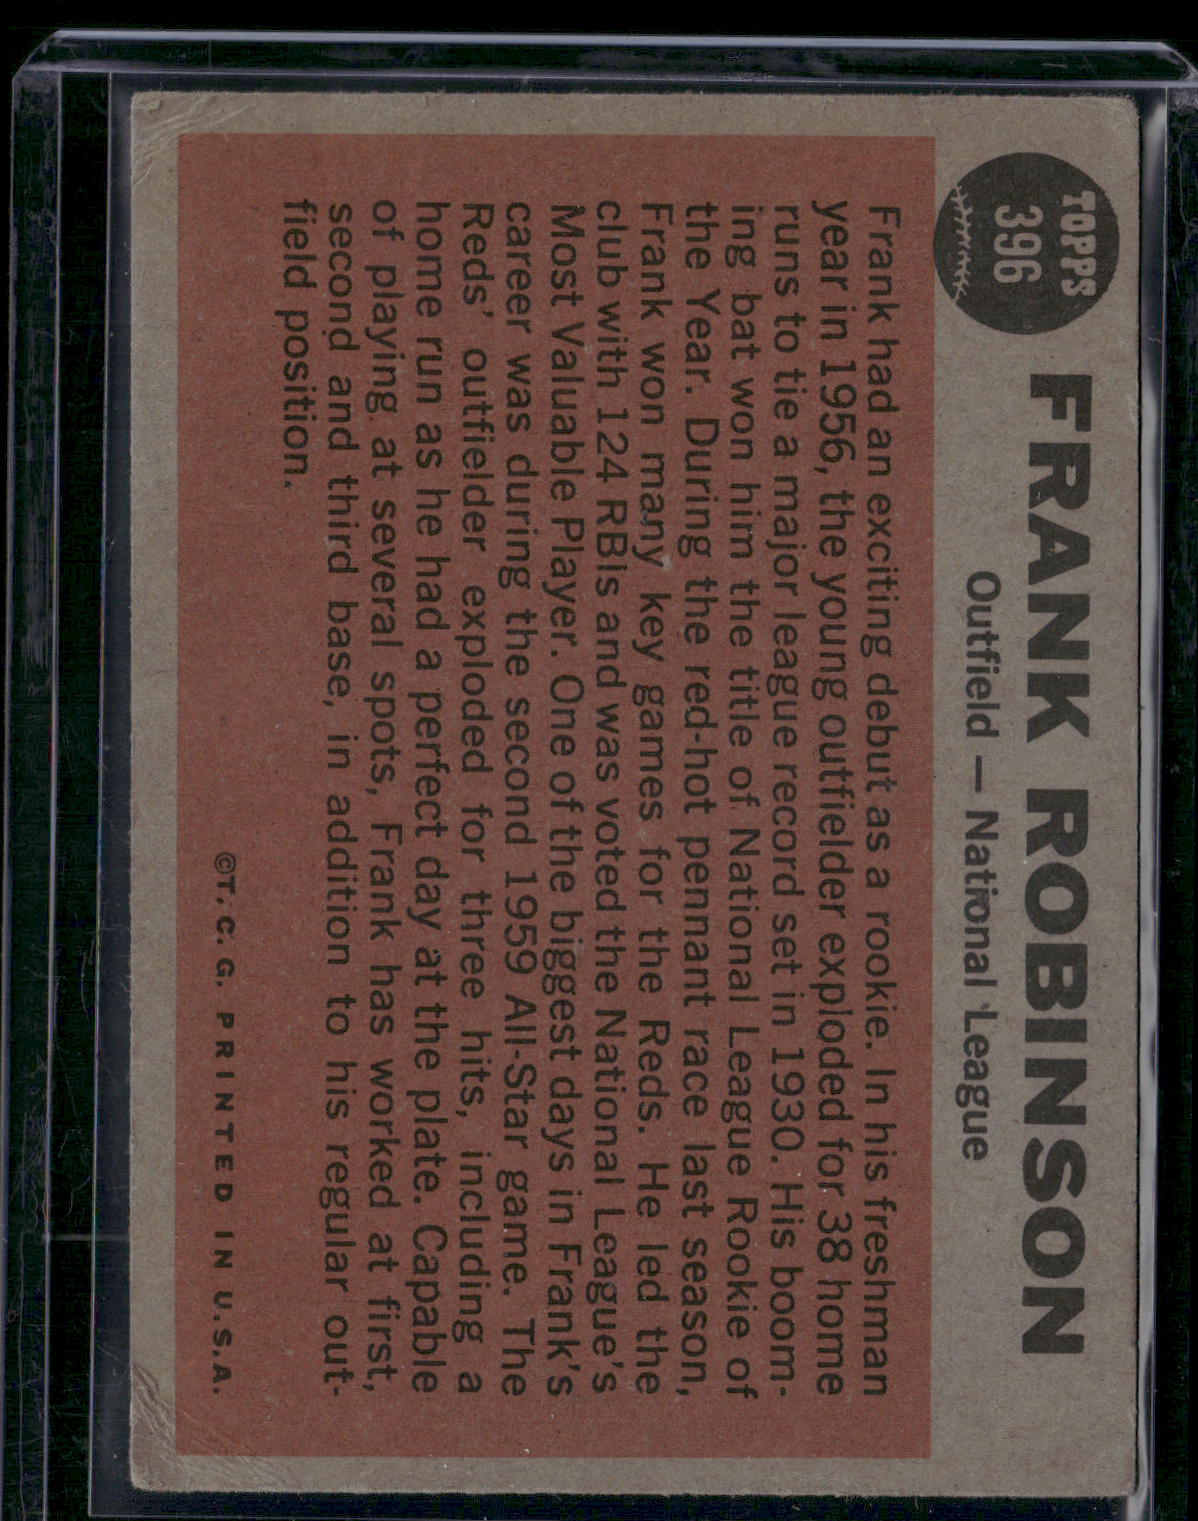 TOPPS
396
FRANK ROBINSON
Outfield — National League
Frank had an exciting debut as a rookie. In his freshman
year in 1956, the young outfielder exploded for 38 home
runs to tie a major league record set in 1930. His boom-
ing bat won him the title of National League Rookie of
the Year. During the red-hot pennant race last season,
Frank won many key games for the Reds. He led the
club with 124 RBIs and was voted the National League's
Most Valuable Player. One of the biggest days in Frank's
career was during the second 1959 All-Star game. The
Reds' outfielder exploded for three hits, including a
home run as he had a perfect day at the plate. Capable
of playing at several spots, Frank has worked at first,
second and third base, in addition to his regular out-
field position.
©T.C.G. PRINTED IN U.S.A.